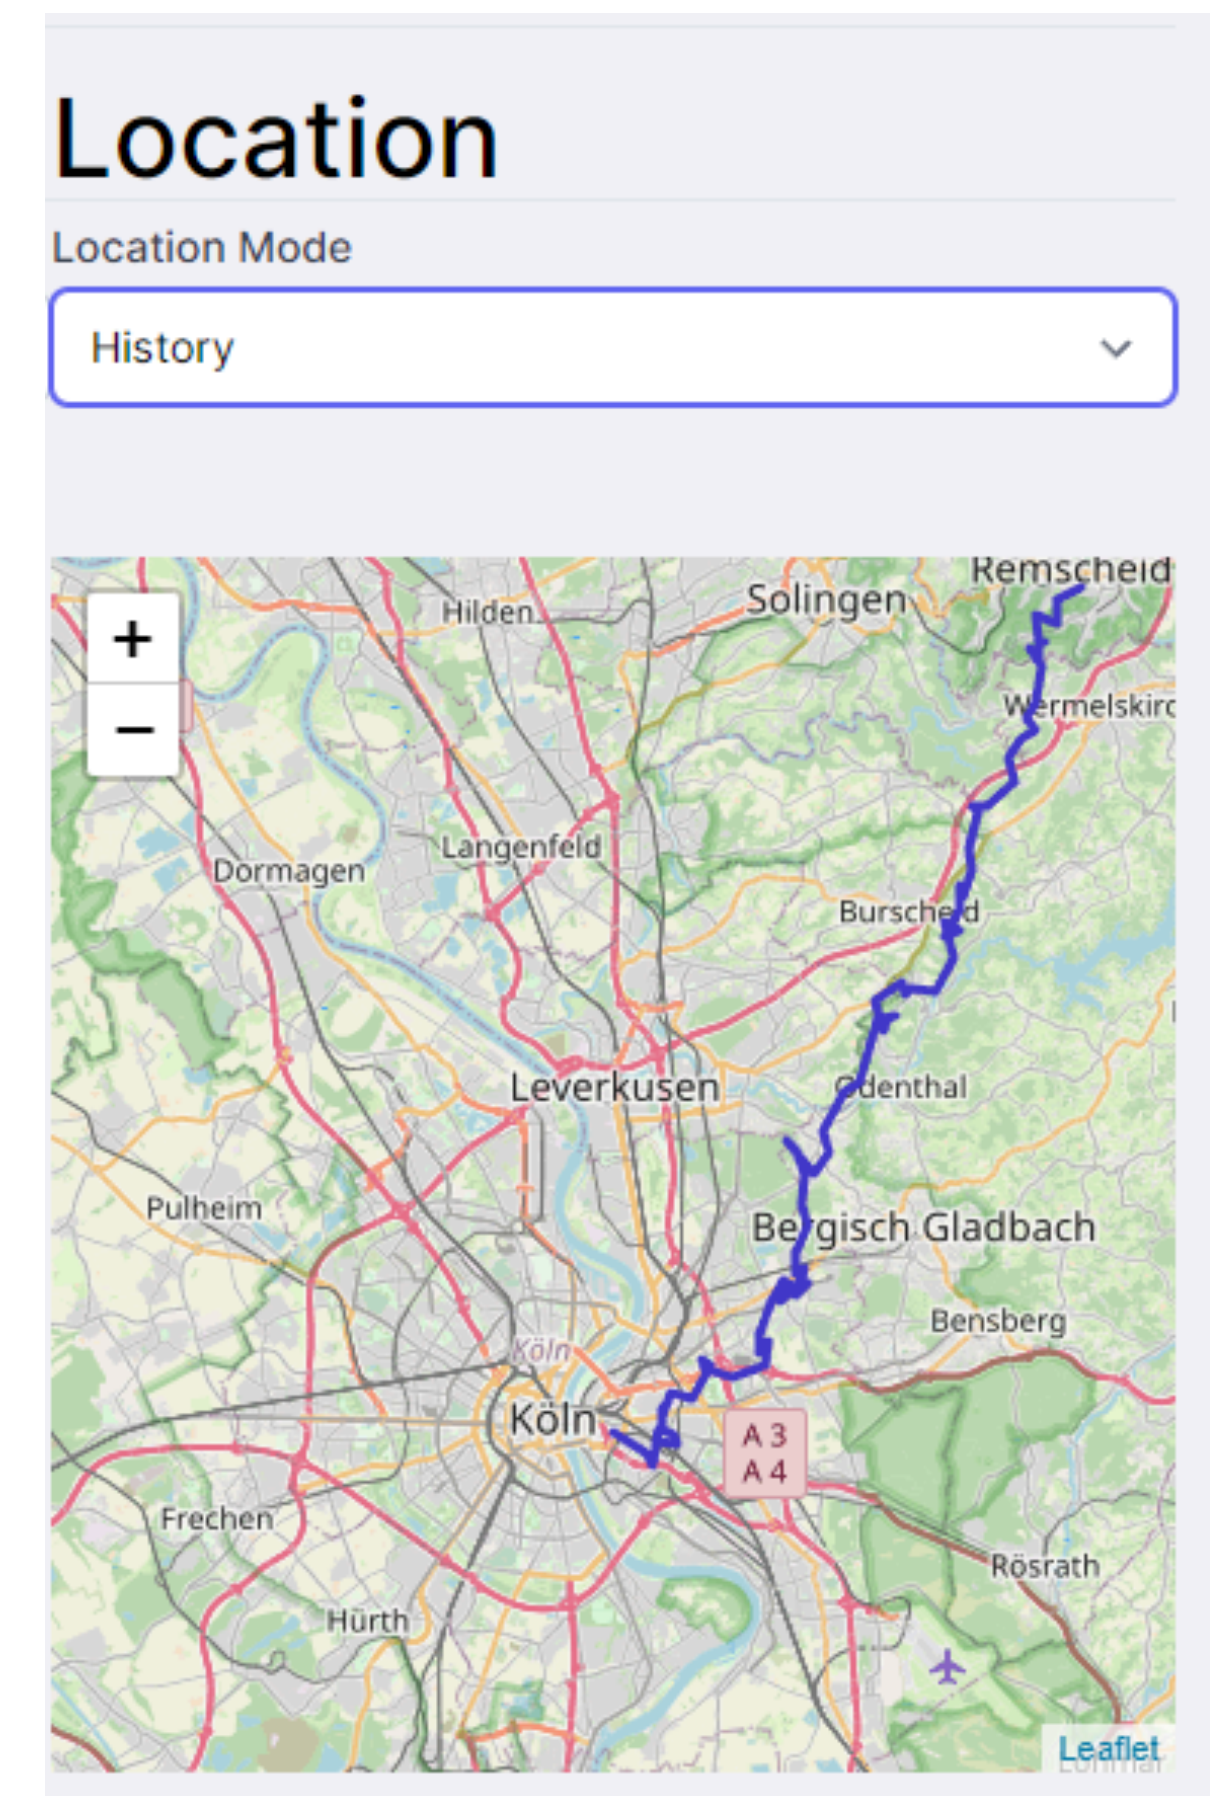 Location
Location Mode
History
Remscheid
Solingen
Hilden
+
−
Wermelskirc
Langenfeld
Dormagen
Burscheid
Leverkusen
Odenthal
Pulheim
Bergisch Gladbach
Bensberg
Köln
Köln
A 3
A 4
Frechen
Rösrath
Hürth
Leaflet